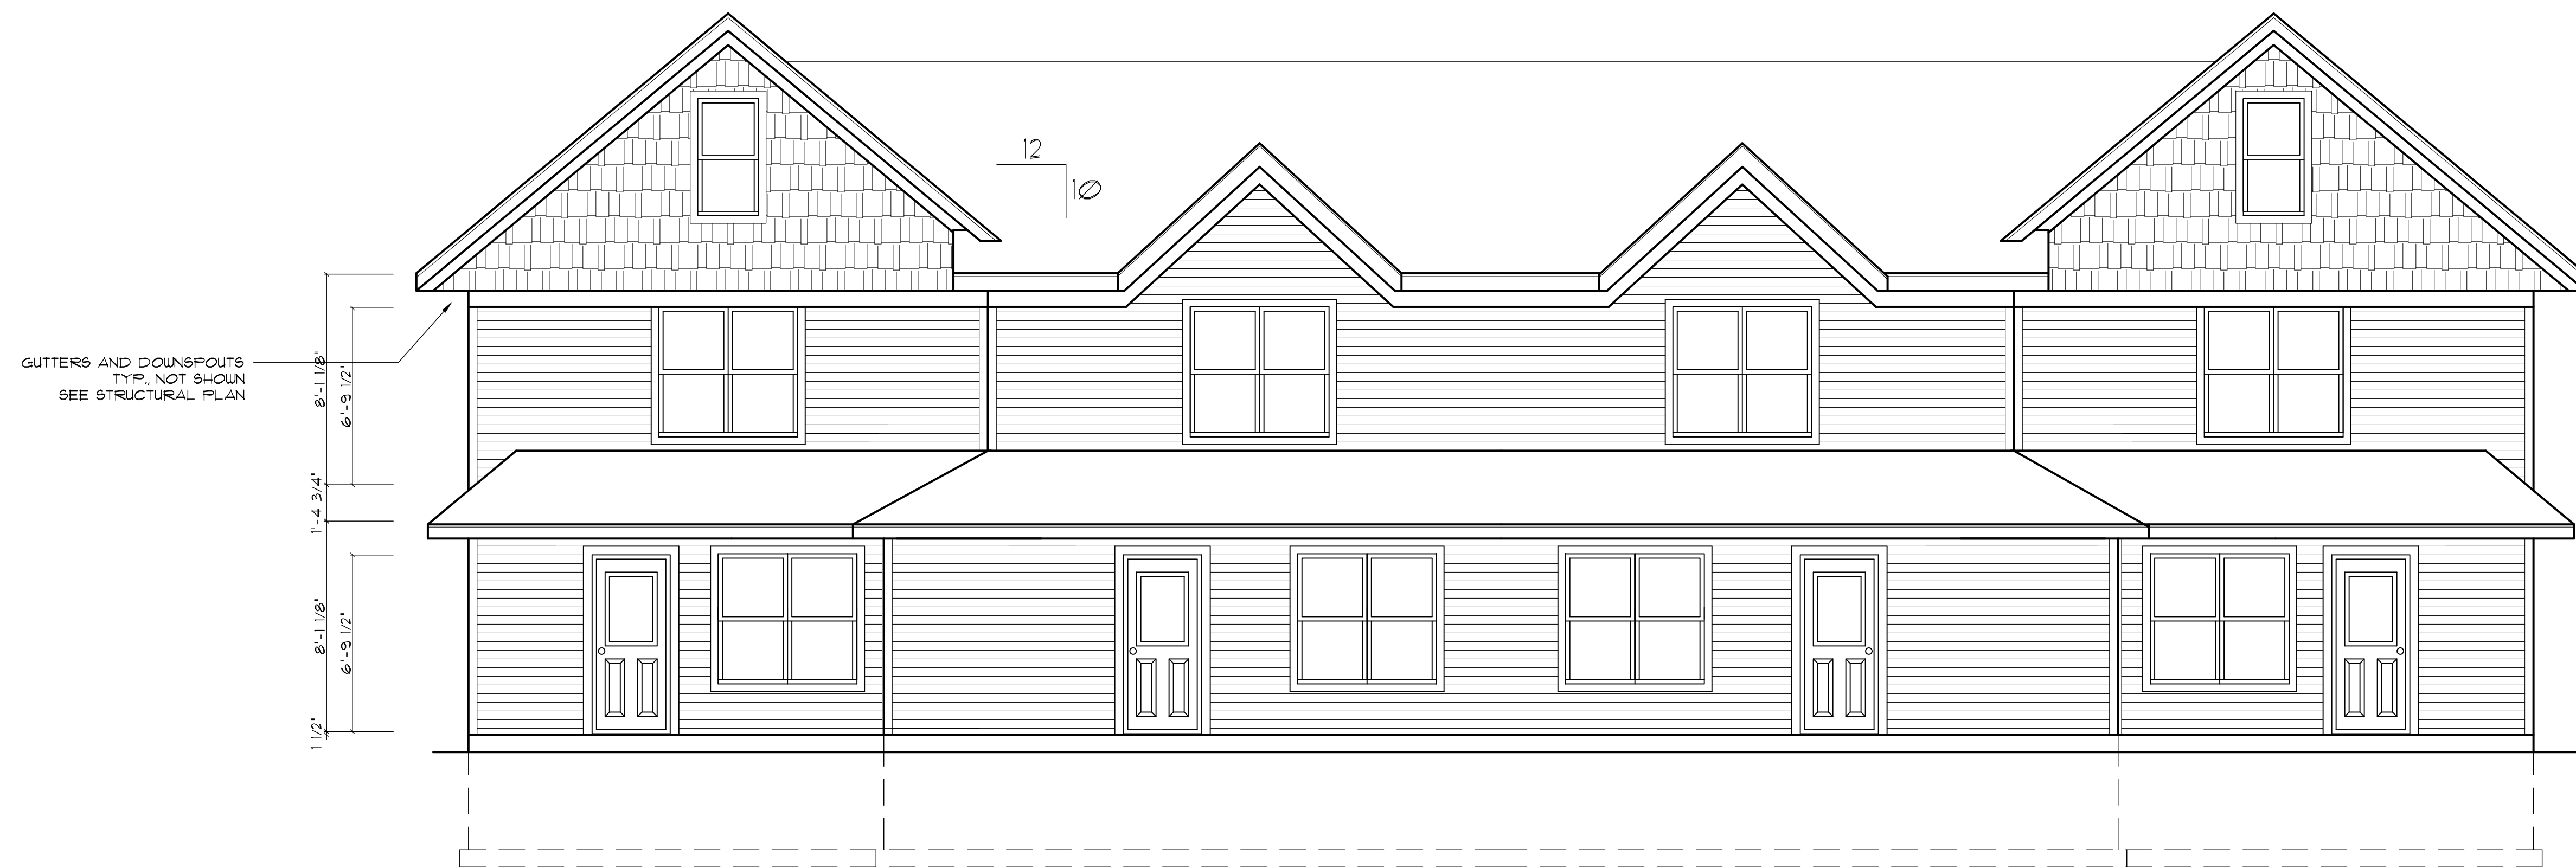 12
10
GUTTERS AND DOWNSPOUTS
TYP., NOT SHOWN
SEE STRUCTURAL PLAN
8'-1 1/8"
6'-9 1/2"
1'-4 3/4"
8'-1 1/8"
6'-9 1/2"
1 1/2"